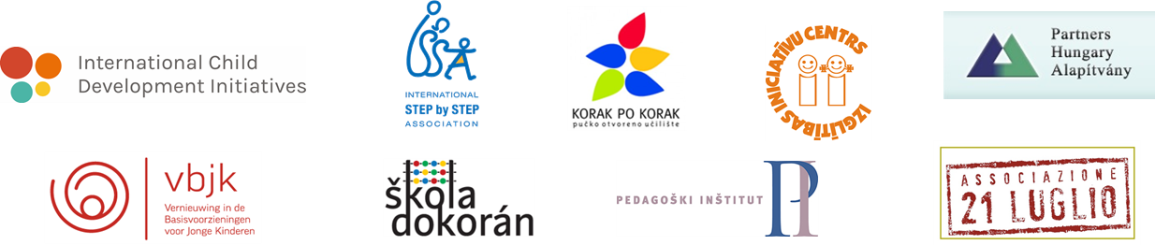 International Child
Development Initiatives
INTERNATIONAL
STEP by STEP
ASSOCIATION
KORAK PO KORAK
pučko otvoreno učilište
IZGLĪTĪBAS INICIATĪVU CENTRS
Partners
Hungary
Alapítvány
vbjk
Vernieuwing in de
Basisvoorzieningen
voor Jonge Kinderen
škola
dokorán
PEDAGOŠKI INŠTITUT
PI
ASSOCIAZIONE
21 LUGLIO